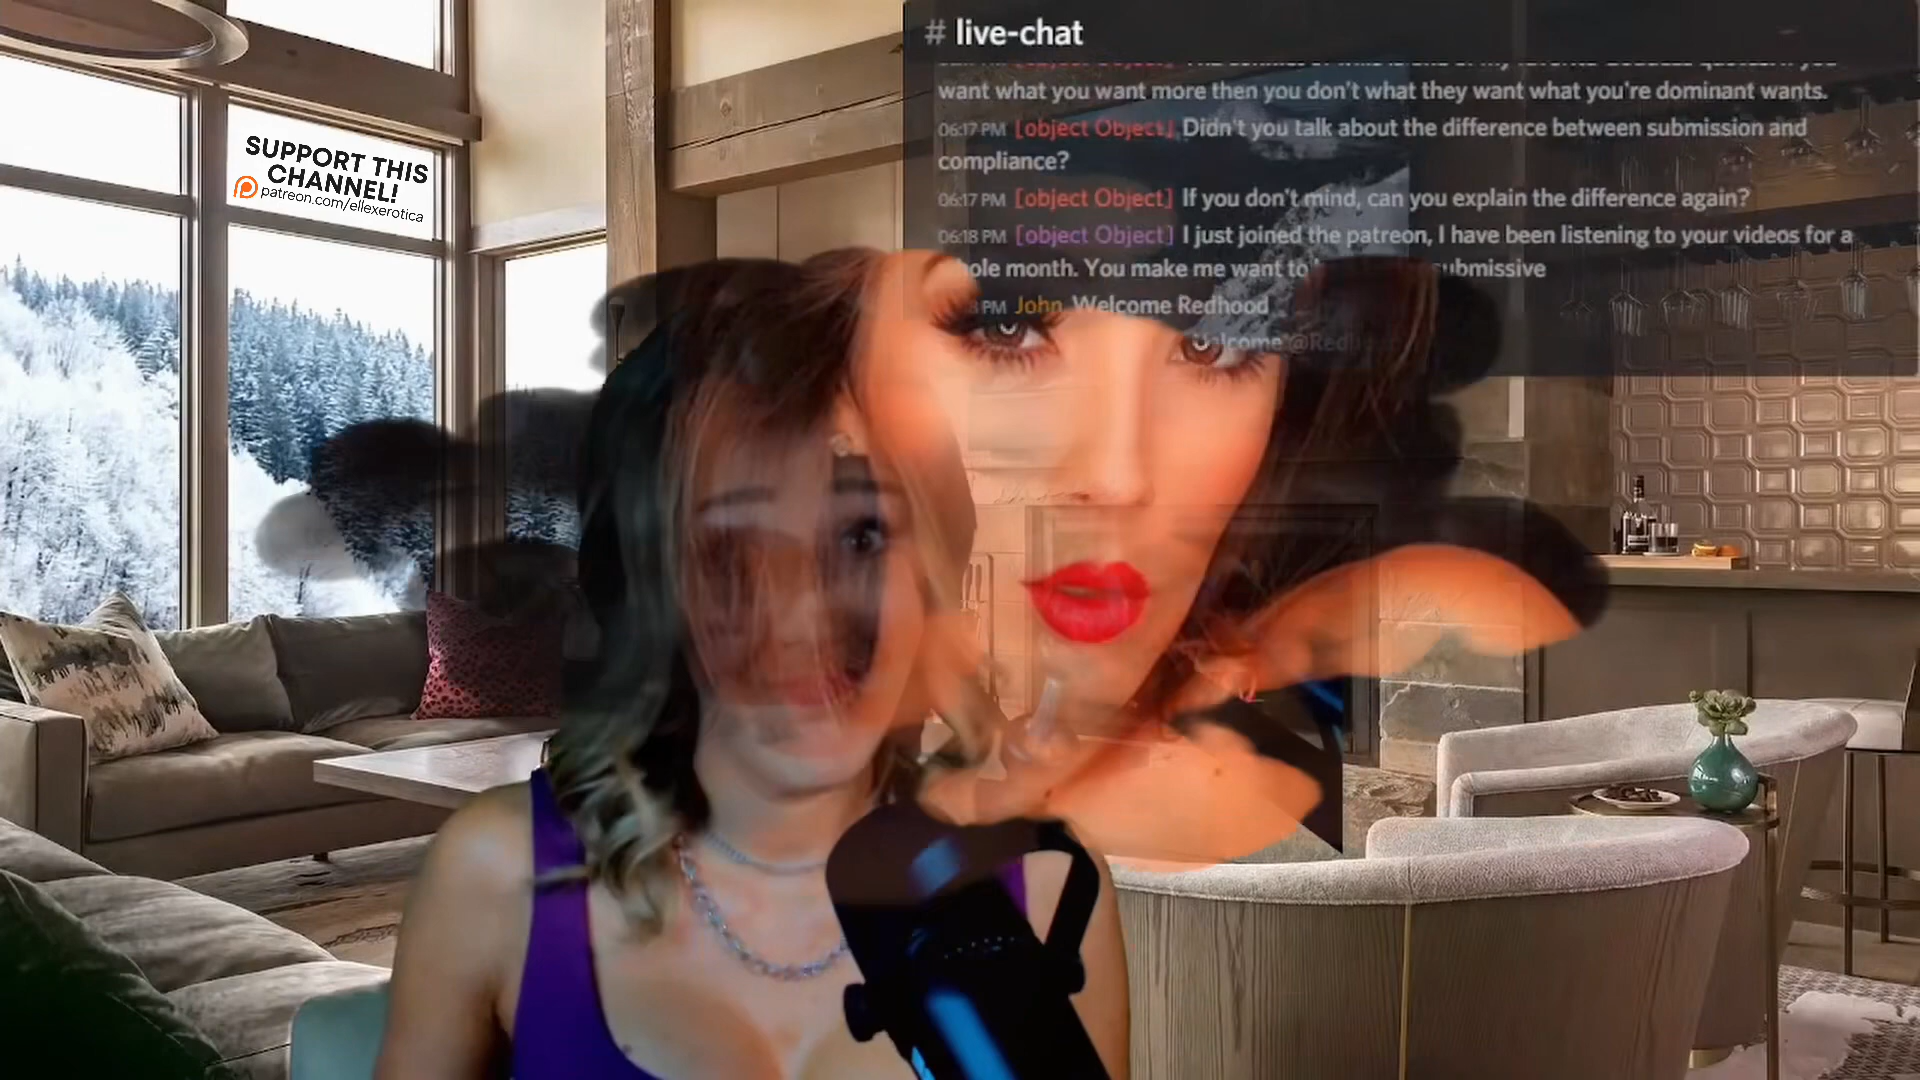 # live-chat
want what you want more then you don't what they want what you're dominant wants.
06:17 PM [object Object] Didn't you talk about the difference between submission and
compliance?
06:17 PM [object Object] If you don't mind, can you explain the difference again?
06:18 PM [object Object] I just joined the patreon, I have been listening to your videos for a
hole month. You make me want to submissive
PM John Welcome Redhood
SUPPORT THIS
CHANNEL!
patreon.com/ellexerotica